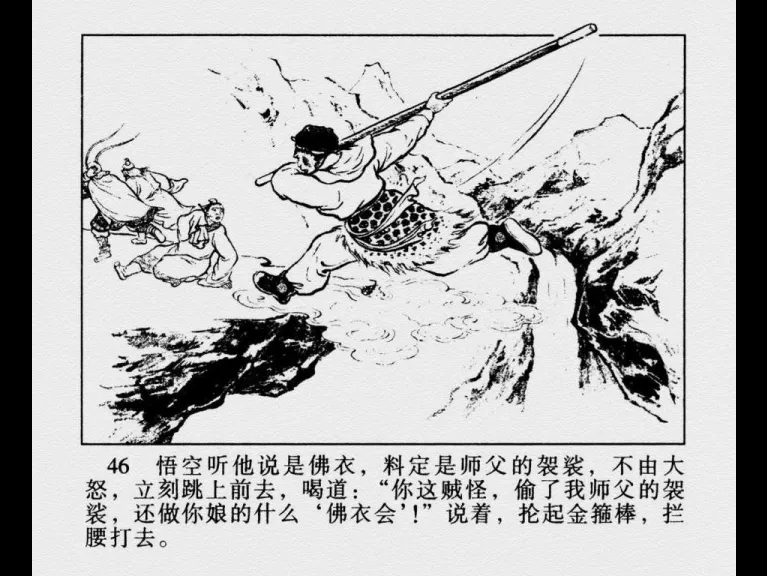 46 悟空听他说是佛衣，料定是师父的袈裟，不由大
怒，立刻跳上前去，喝道：“你这贼怪，偷了我师父的袈
裟，还做你娘的什么‘佛衣会’！”说着，抡起金箍棒，拦
腰打去。